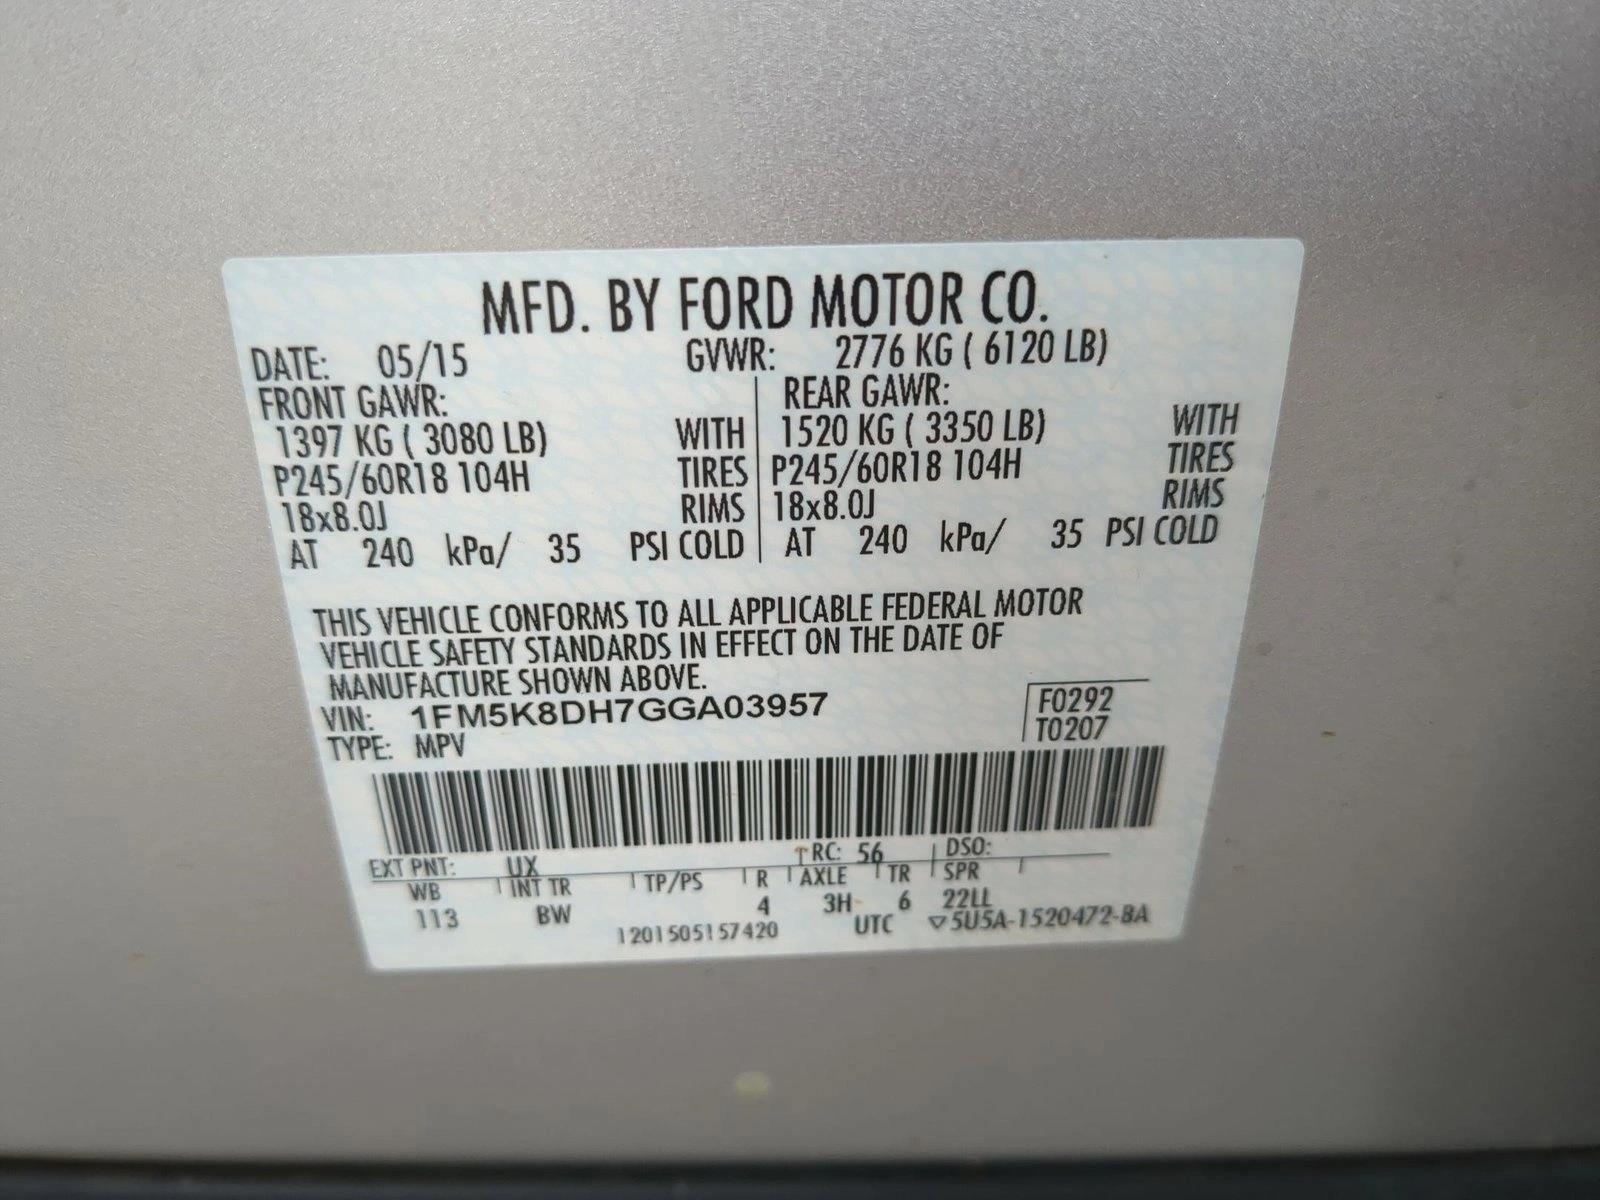 MFD. BY FORD MOTOR CO.
DATE: 05/15 GVWR: 2776 KG ( 6120 LB)
FRONT GAWR: REAR GAWR:
1397 KG ( 3080 LB) WITH 1520 KG ( 3350 LB) WITH
P245/60R18 104H TIRES P245/60R18 104H TIRES
18x8.0J RIMS 18x8.0J RIMS
AT 240 kPa/ 35 PSI COLD AT 240 kPa/ 35 PSI COLD
THIS VEHICLE CONFORMS TO ALL APPLICABLE FEDERAL MOTOR
VEHICLE SAFETY STANDARDS IN EFFECT ON THE DATE OF
MANUFACTURE SHOWN ABOVE.
VIN: 1FM5K8DH7GGA03957 F0292
TYPE: MPV T0207
EXT PNT: UX RC: 56 DSO:
WB INT TR TP/PS R AXLE TR SPR
113 BW 4 3H 6 22LL
1201505157420 UTC ▽5U5A-1520472-BA